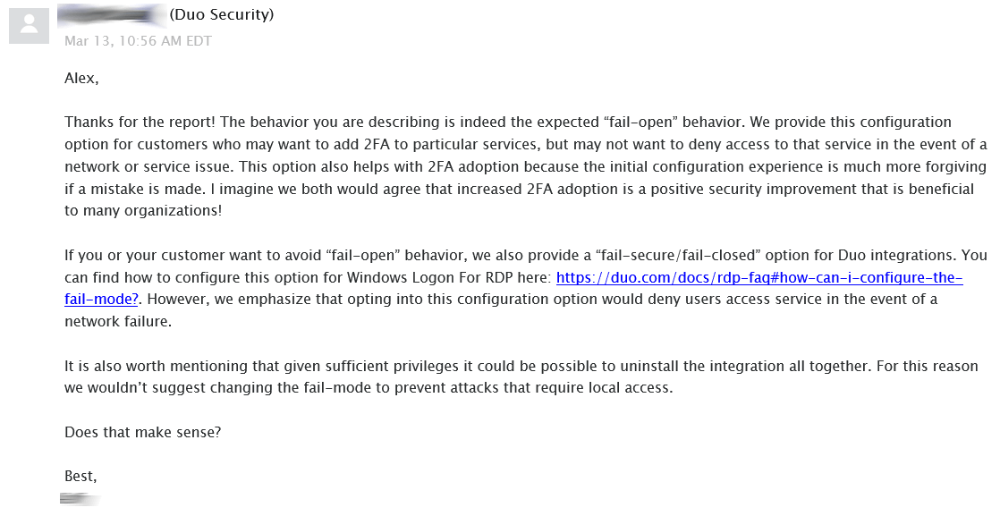 (Duo Security)
Mar 13, 10:56 AM EDT
Alex,
Thanks for the report! The behavior you are describing is indeed the expected “fail-open” behavior. We provide this configuration
option for customers who may want to add 2FA to particular services, but may not want to deny access to that service in the event of a
network or service issue. This option also helps with 2FA adoption because the initial configuration experience is much more forgiving
if a mistake is made. I imagine we both would agree that increased 2FA adoption is a positive security improvement that is beneficial
to many organizations!
If you or your customer want to avoid “fail-open” behavior, we also provide a “fail-secure/fail-closed” option for Duo integrations. You
can find how to configure this option for Windows Logon For RDP here: https://duo.com/docs/rdp-faq#how-can-i-configure-the-
fail-mode?. However, we emphasize that opting into this configuration option would deny users access service in the event of a
network failure.
It is also worth mentioning that given sufficient privileges it could be possible to uninstall the integration all together. For this reason
we wouldn’t suggest changing the fail-mode to prevent attacks that require local access.
Does that make sense?
Best,